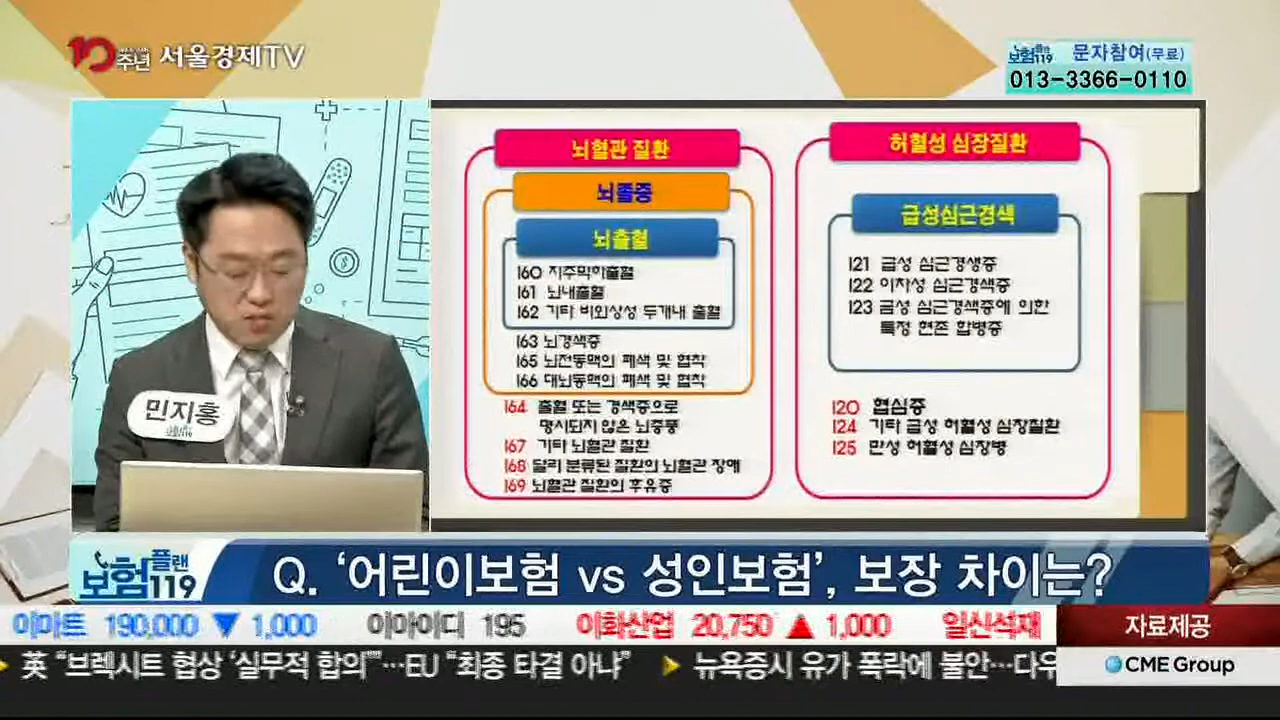 10주년 서울경제TV
보험플랜119 문자참여(무료)
013-3366-0110
뇌혈관 질환
뇌졸중
뇌출혈
I60 지주막하출혈
I61 뇌내출혈
I62 기타 비외상성 두개내 출혈
I63 뇌경색증
I65 뇌전동맥의 폐색 및 협착
I66 대뇌동맥의 폐색 및 협착
I64 출혈 또는 경색증으로
명시되지 않은 뇌중풍
I67 기타 뇌혈관 질환
I68 달리 분류된 질환의 뇌혈관 장애
I69 뇌혈관 질환의 후유증
허혈성 심장질환
급성심근경색
I21 급성 심근경색증
I22 이차성 심근경색증
I23 급성 심근경색증에 의한
특정 현존 합병증
I20 협심증
I24 기타 급성 허혈성 심장질환
I25 만성 허혈성 심장병
민지홍
보험플랜119
Q. ‘어린이보험 vs 성인보험’, 보장 차이는?
이마트 190,000 ▼ 1,000 이아이디 195 이화산업 20,750 ▲ 1,000 일신석재
자료제공
英 “브렉시트 협상 ‘실무적 합의’”…EU “최종 타결 아냐” 뉴욕증시 유가 폭락에 불안…다우
CME Group